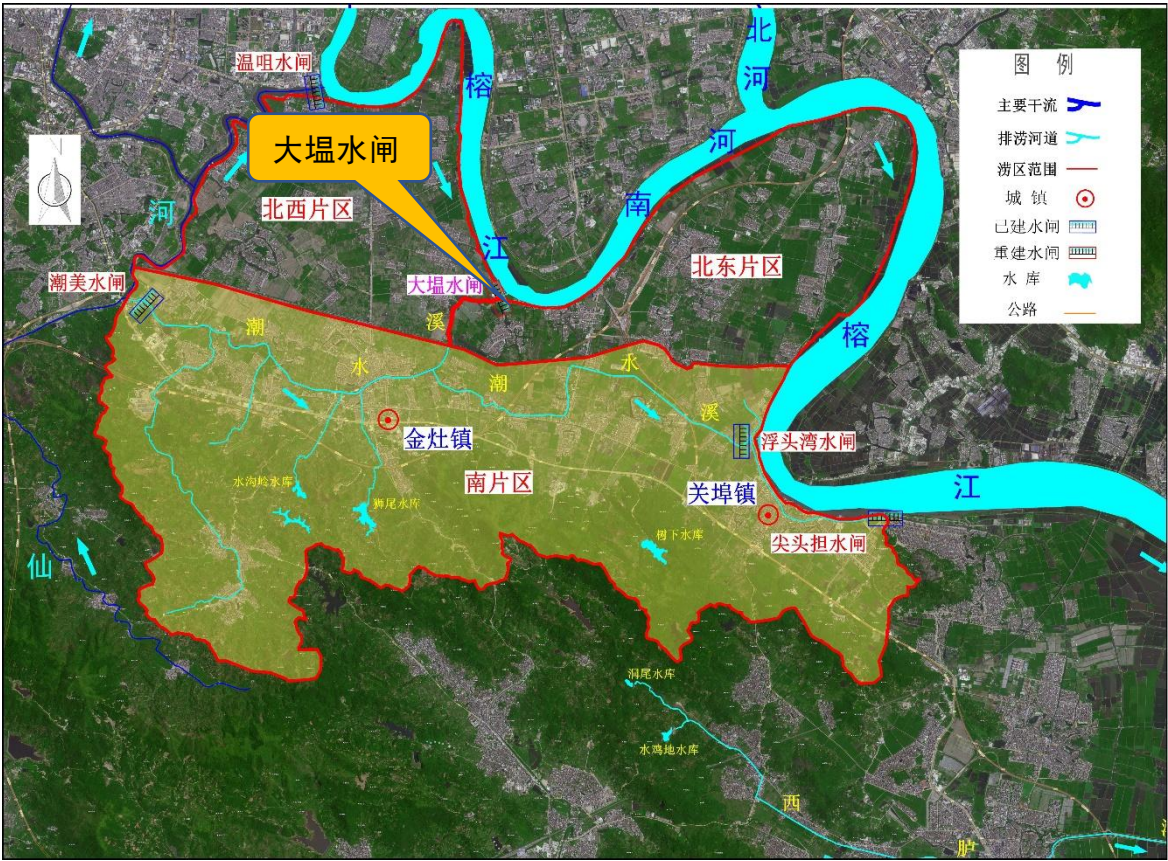 北
河
温咀水闸
榕
图 例
主要干流
排涝河道
涝区范围
城 镇
已建水闸
重建水闸
水 库
公路
大塭水闸
河
南
河
北西片区
江
北东片区
潮美水闸
大塭水闸
溪
榕
潮
水
潮
水
溪
金灶镇
浮头湾水闸
水沟岭水库
狮尾水库
南片区
关埠镇
江
树下水库
尖头担水闸
仙
洞尾水库
水鸡地水库
西
胪